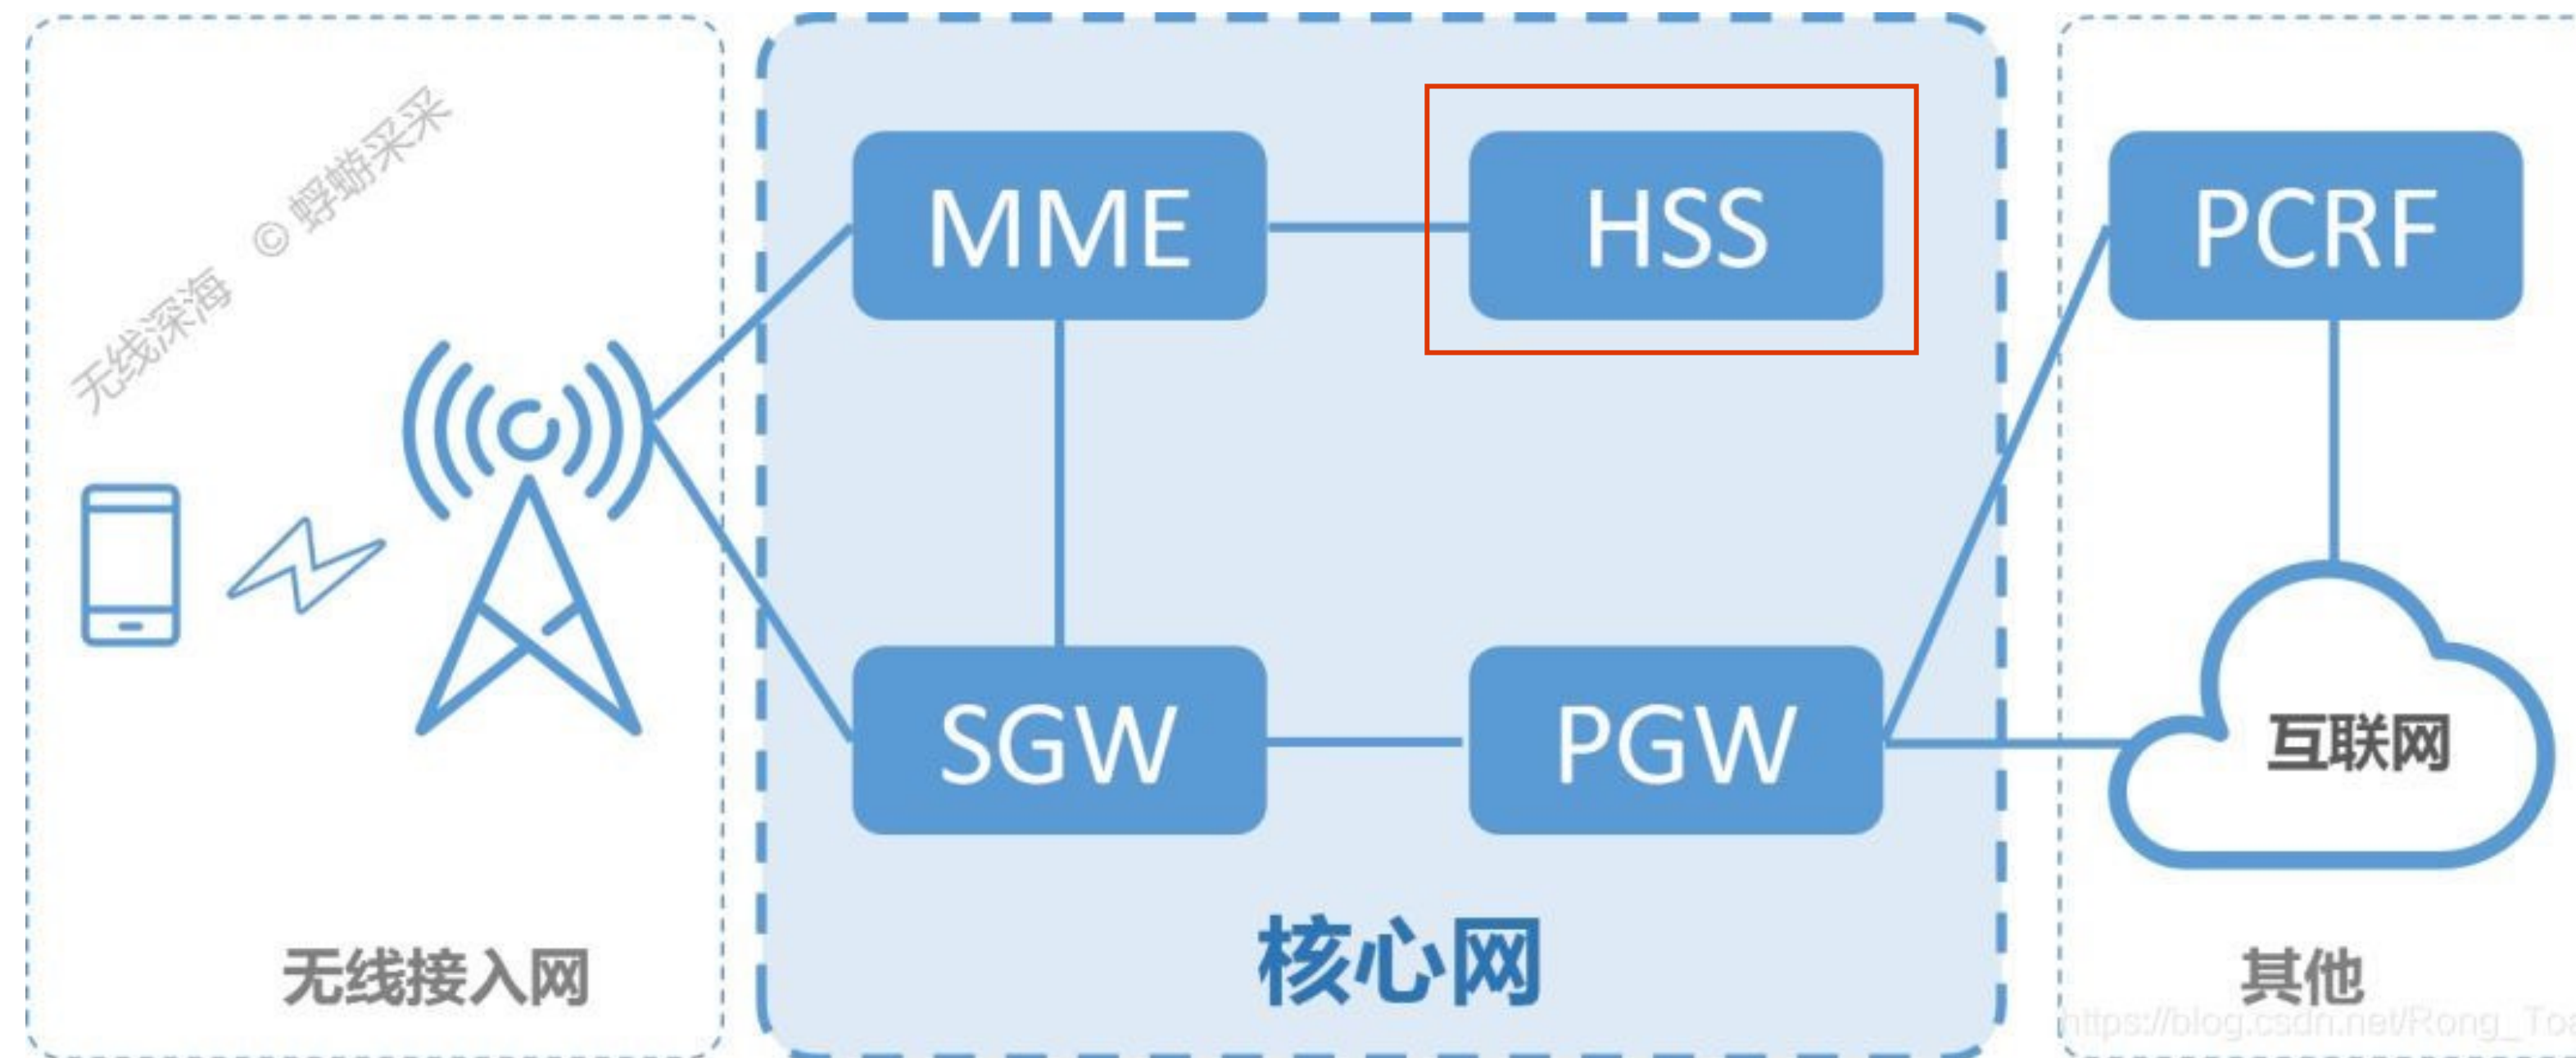 无线深海 © 蜉蝣采采
MME
HSS
PCRF
SGW
PGW
互联网
核心网
无线接入网
其他
https://blog.csdn.net/Rong_Toa